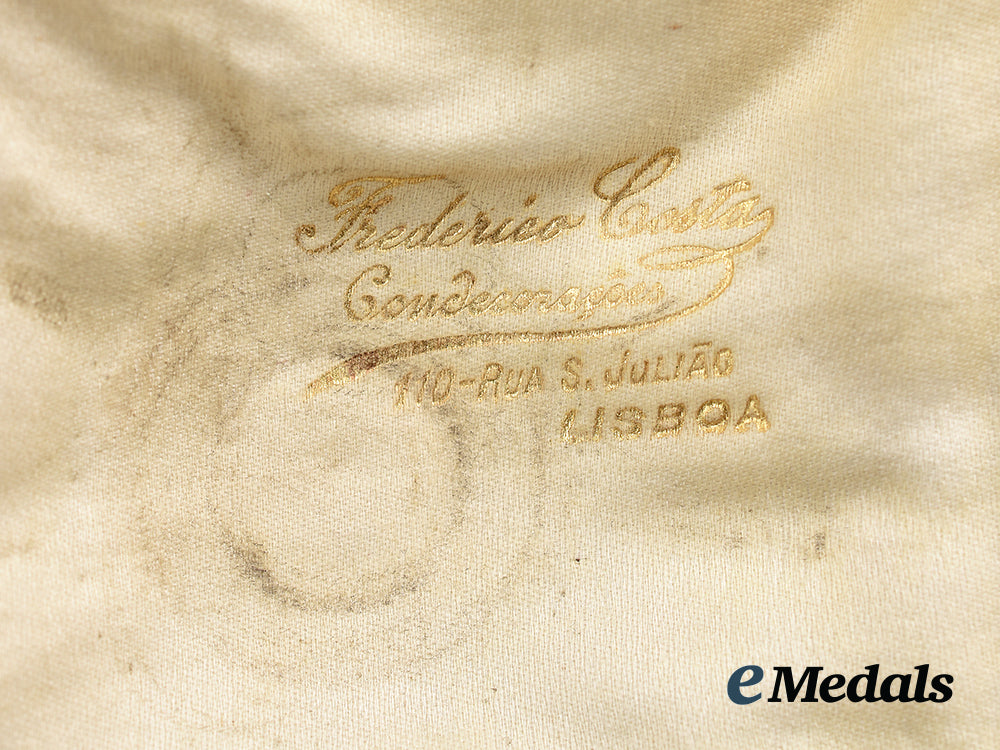 Frederico Costa
Condecorações
110-RUA S. JULIÃO
LISBOA
eMedals